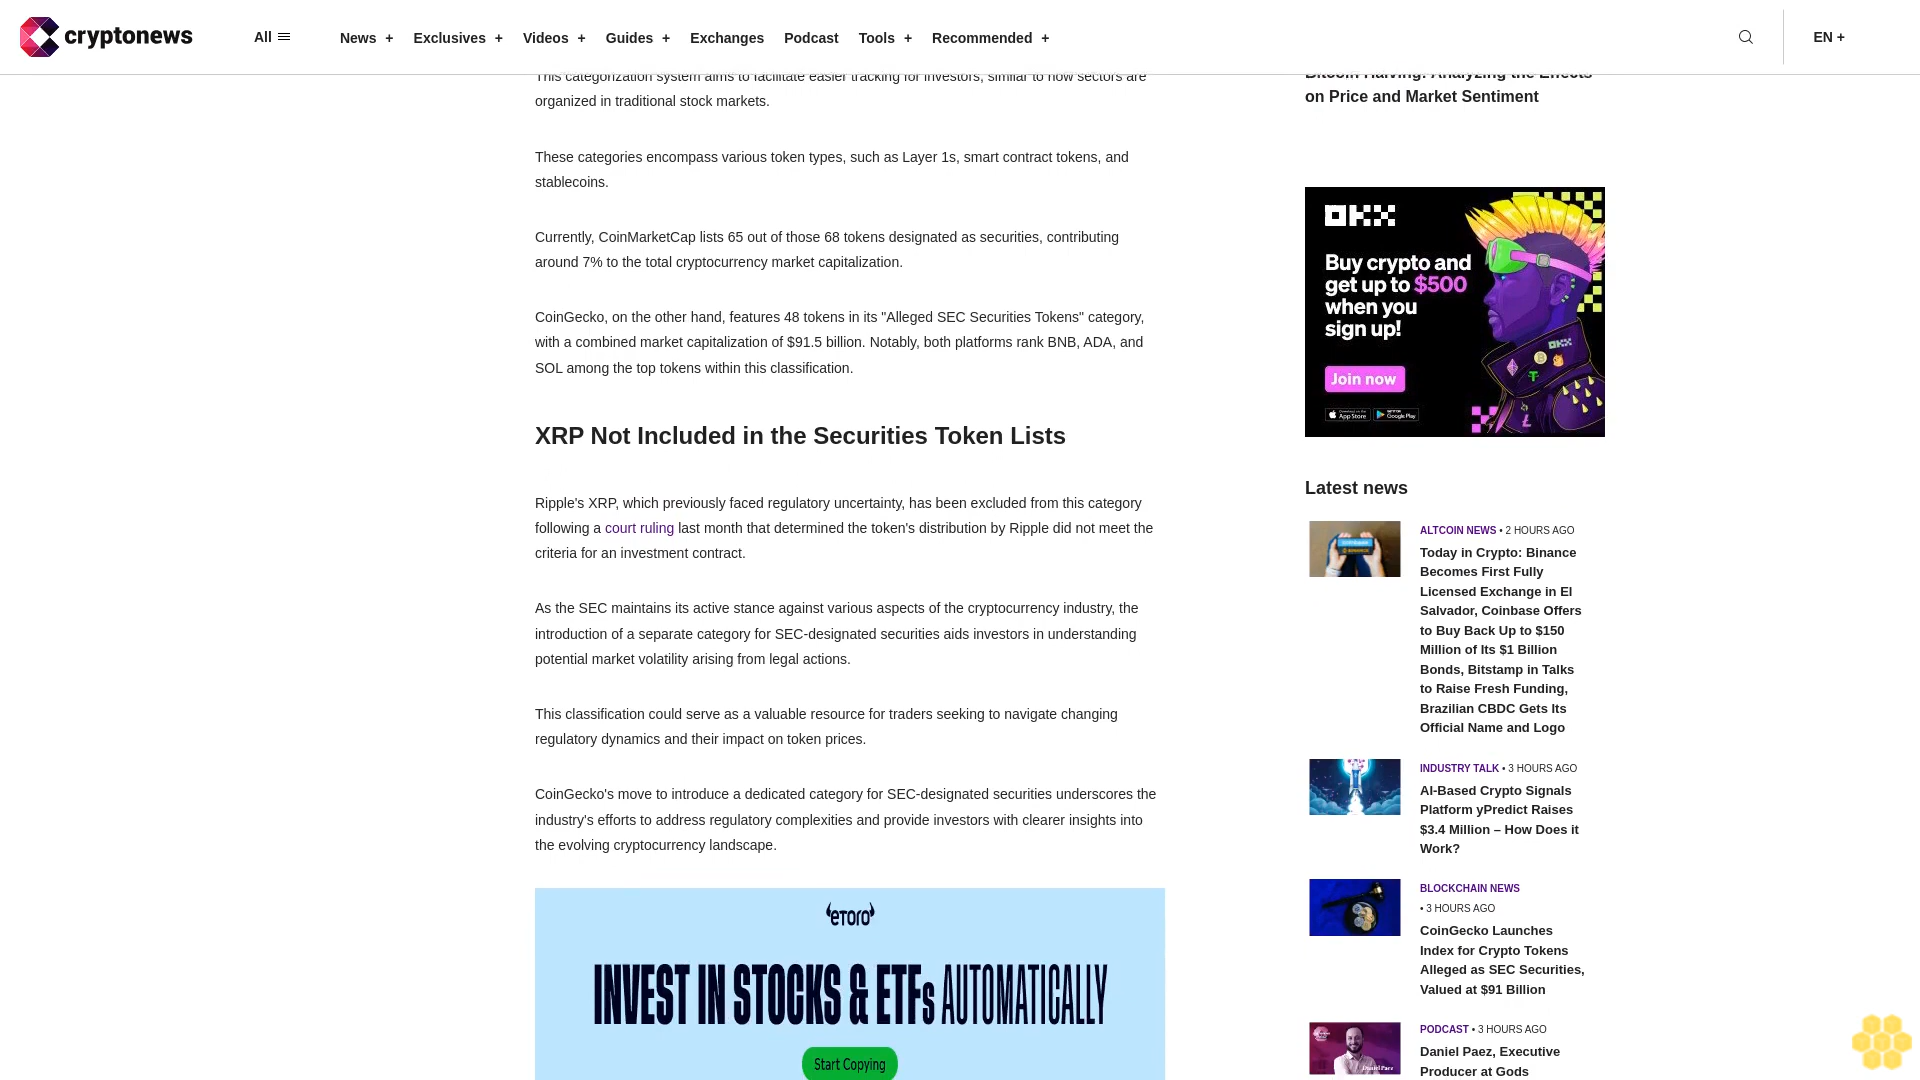 cryptonews
All
News +
Exclusives +
Videos +
Guides +
Exchanges
Podcast
Tools +
Recommended +
EN +
This categorization system aims to facilitate easier tracking for investors, similar to how sectors are
organized in traditional stock markets.
These categories encompass various token types, such as Layer 1s, smart contract tokens, and
stablecoins.
Currently, CoinMarketCap lists 65 out of those 68 tokens designated as securities, contributing
around 7% to the total cryptocurrency market capitalization.
CoinGecko, on the other hand, features 48 tokens in its "Alleged SEC Securities Tokens" category,
with a combined market capitalization of $91.5 billion. Notably, both platforms rank BNB, ADA, and
SOL among the top tokens within this classification.
XRP Not Included in the Securities Token Lists
Ripple's XRP, which previously faced regulatory uncertainty, has been excluded from this category
following a court ruling last month that determined the token's distribution by Ripple did not meet the
criteria for an investment contract.
As the SEC maintains its active stance against various aspects of the cryptocurrency industry, the
introduction of a separate category for SEC-designated securities aids investors in understanding
potential market volatility arising from legal actions.
This classification could serve as a valuable resource for traders seeking to navigate changing
regulatory dynamics and their impact on token prices.
CoinGecko's move to introduce a dedicated category for SEC-designated securities underscores the
industry's efforts to address regulatory complexities and provide investors with clearer insights into
the evolving cryptocurrency landscape.
eToro
INVEST IN STOCKS & ETFs AUTOMATICALLY
Start Copying
Bitcoin Halving: Analyzing the Effects
on Price and Market Sentiment
OKX
Buy crypto and
get up to $500
when you
sign up!
Join now
App Store
Google Play
OKX
Latest news
ALTCOIN NEWS • 2 HOURS AGO
Today in Crypto: Binance
Becomes First Fully
Licensed Exchange in El
Salvador, Coinbase Offers
to Buy Back Up to $150
Million of Its $1 Billion
Bonds, Bitstamp in Talks
to Raise Fresh Funding,
Brazilian CBDC Gets Its
Official Name and Logo
INDUSTRY TALK • 3 HOURS AGO
AI-Based Crypto Signals
Platform yPredict Raises
$3.4 Million – How Does it
Work?
BLOCKCHAIN NEWS
• 3 HOURS AGO
CoinGecko Launches
Index for Crypto Tokens
Alleged as SEC Securities,
Valued at $91 Billion
PODCAST • 3 HOURS AGO
Daniel Paez, Executive
Producer at Gods
Daniel Paez